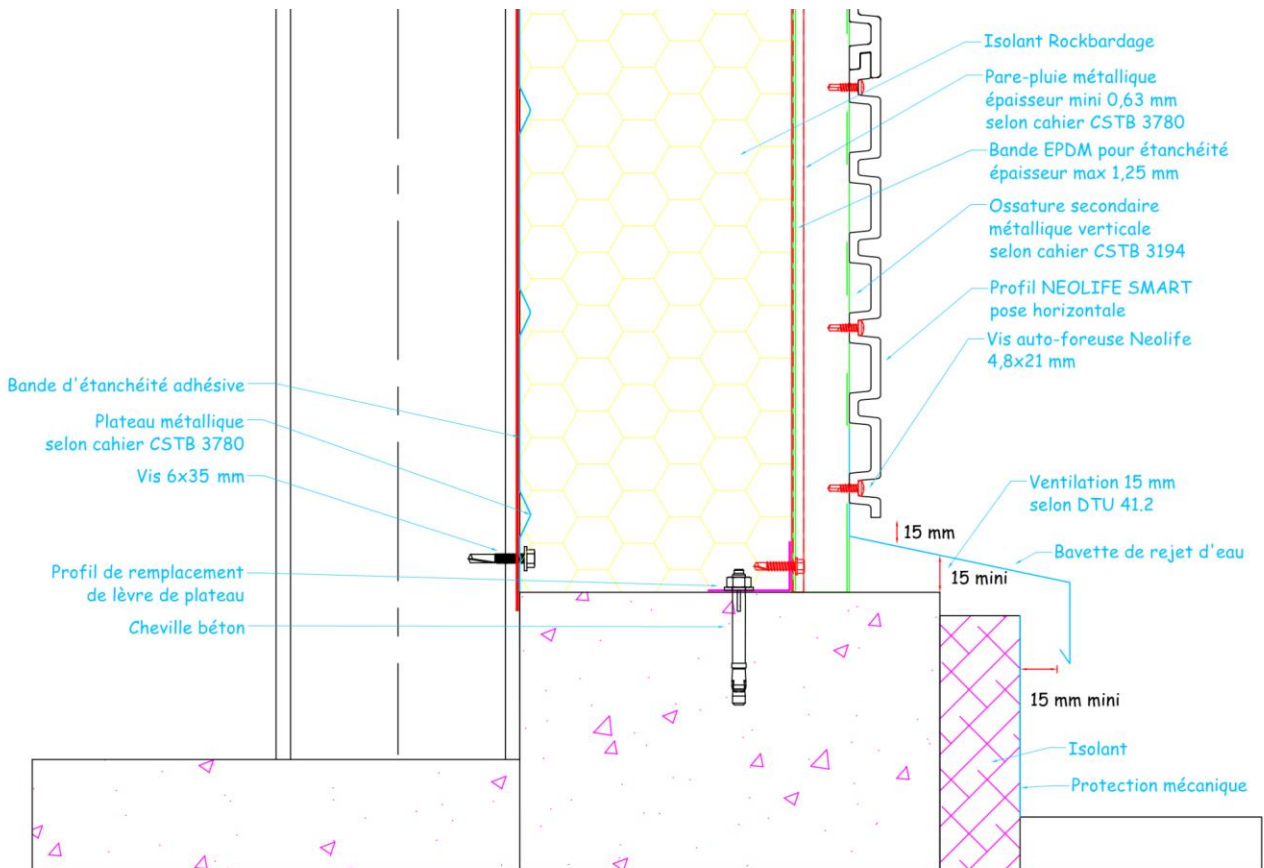 Isolant Rockbardage
Pare-pluie métallique
épaisseur mini 0,63 mm
selon cahier CSTB 3780
Bande EPDM pour étanchéité
épaisseur max 1,25 mm
Ossature secondaire
métallique verticale
selon cahier CSTB 3194
Profil NEOLIFE SMART
pose horizontale
Vis auto-foreuse Neolife
4,8x21 mm
Bande d'étanchéité adhésive
Plateau métallique
selon cahier CSTB 3780
Vis 6x35 mm
Profil de remplacement
de lèvre de plateau
Cheville béton
Ventilation 15 mm
selon DTU 41.2
15 mm
Bavette de rejet d'eau
15 mini
15 mm mini
Isolant
Protection mécanique